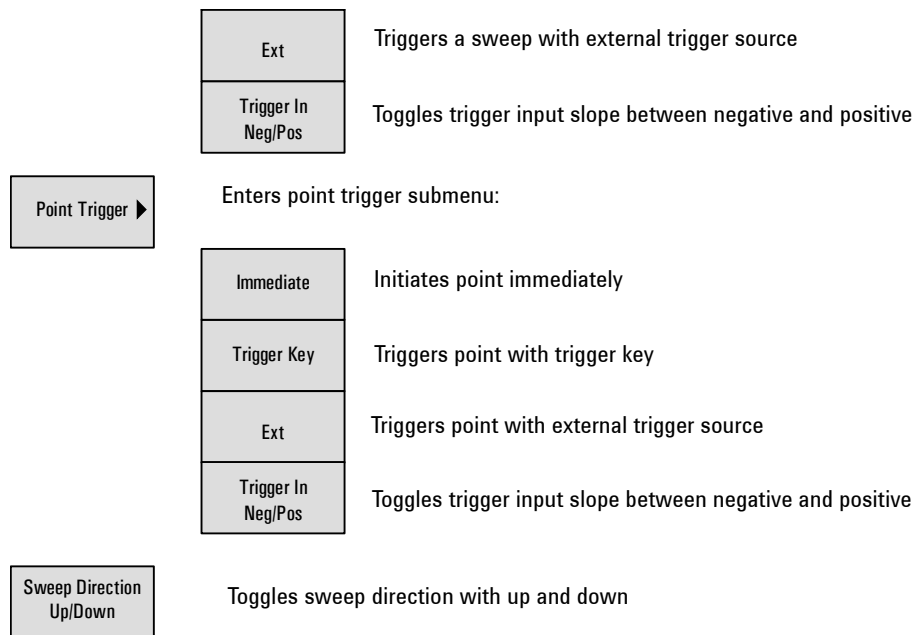 Ext
Triggers a sweep with external trigger source
Trigger In
Neg/Pos
Toggles trigger input slope between negative and positive
Point Trigger
Enters point trigger submenu:
Immediate
Initiates point immediately
Trigger Key
Triggers point with trigger key
Ext
Triggers point with external trigger source
Trigger In
Neg/Pos
Toggles trigger input slope between negative and positive
Sweep Direction
Up/Down
Toggles sweep direction with up and down